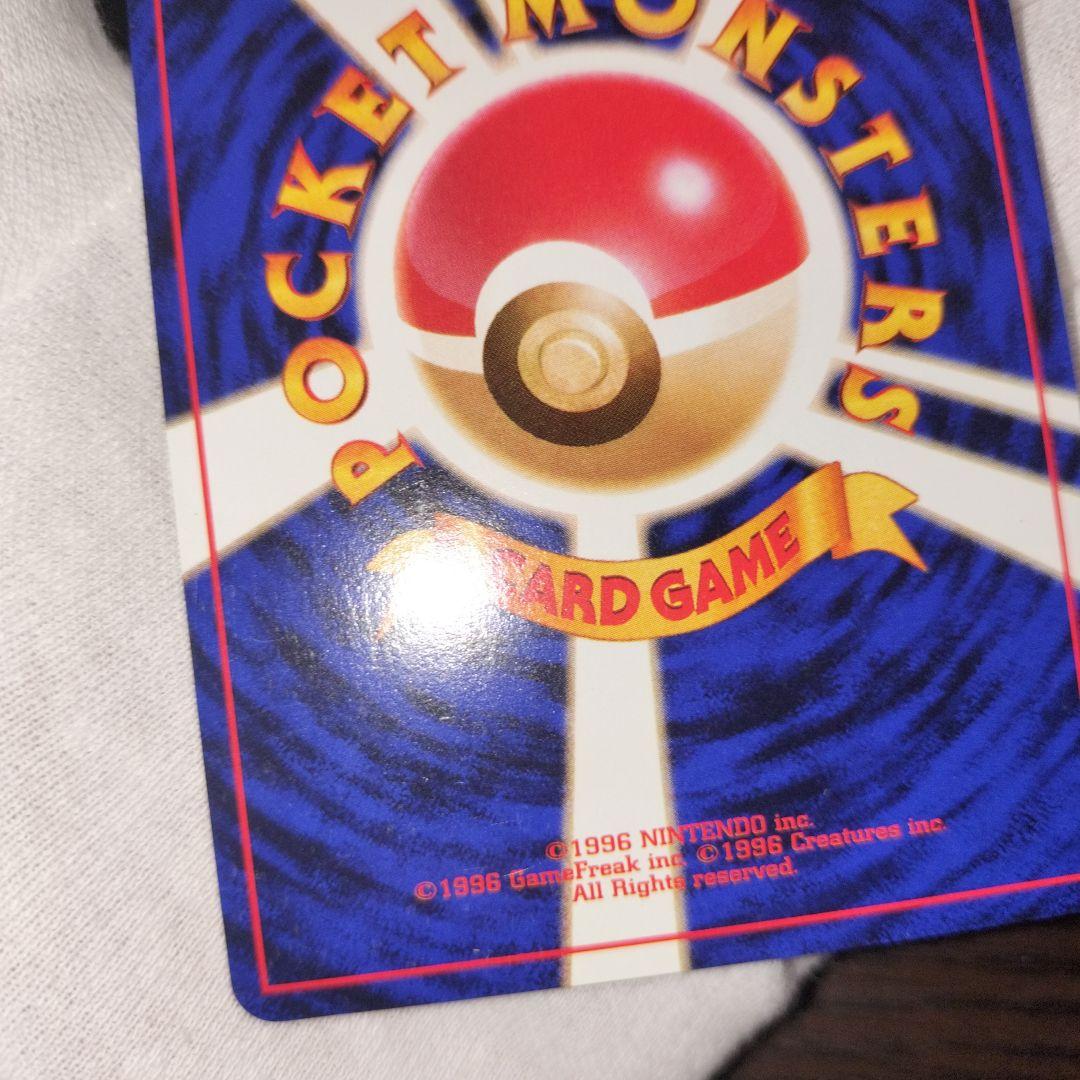 POCKET MONSTERS
CARD GAME
©1996 NINTENDO inc.
©1996 GameFreak inc. ©1996 Creatures inc.
All Rights reserved.